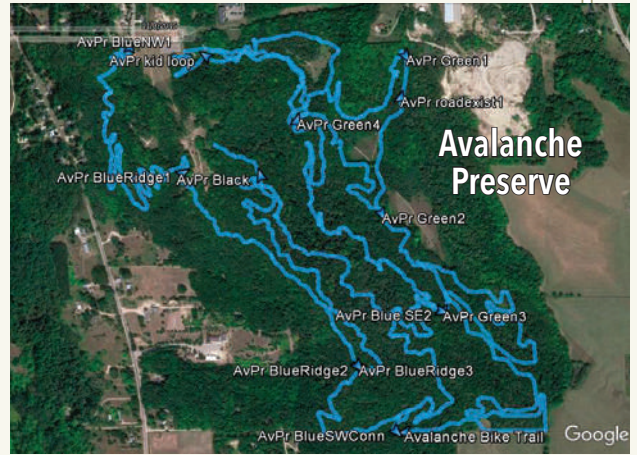 AvPr BlueNW1
AvPr kid loop
AvPr Green1
AvPr roadexist1
AvPr Green4
Avalanche
Preserve
AvPr BlueRidge1
AvPr Black
AvPr Green2
AvPr Blue SE2
AvPr Green3
AvPr BlueRidge2
AvPr BlueRidge3
AvPr BlueSWConn
Avalanche Bike Trail
Google